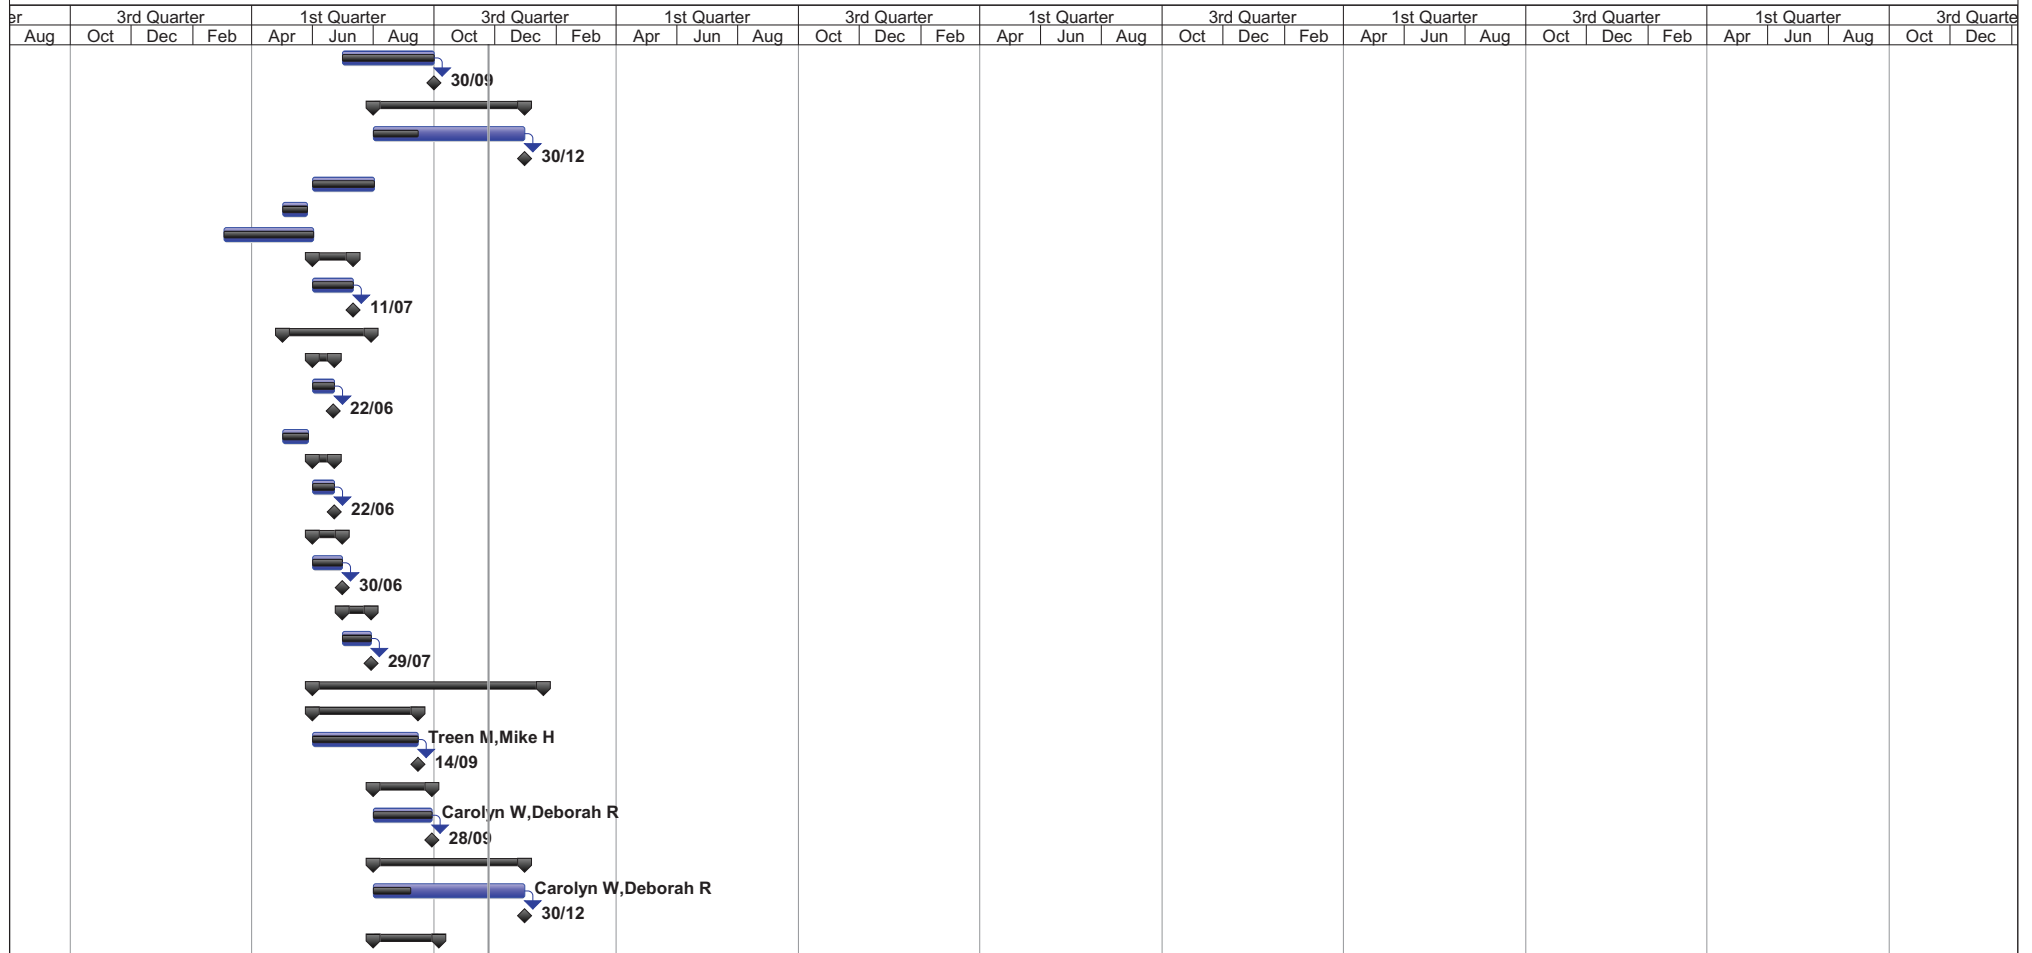 er 3rd Quarter 1st Quarter 3rd Quarter 1st Quarter 3rd Quarter 1st Quarter 3rd Quarter 1st Quarter 3rd Quarter 1st Quarter 3rd Quarte
Aug Oct Dec Feb Apr Jun Aug Oct Dec Feb Apr Jun Aug Oct Dec Feb Apr Jun Aug Oct Dec Feb Apr Jun Aug Oct Dec Feb Apr Jun Aug Oct Dec
30/09
30/12
11/07
22/06
22/06
30/06
29/07
Treen M,Mike H
14/09
Carolyn W,Deborah R
28/09
Carolyn W,Deborah R
30/12